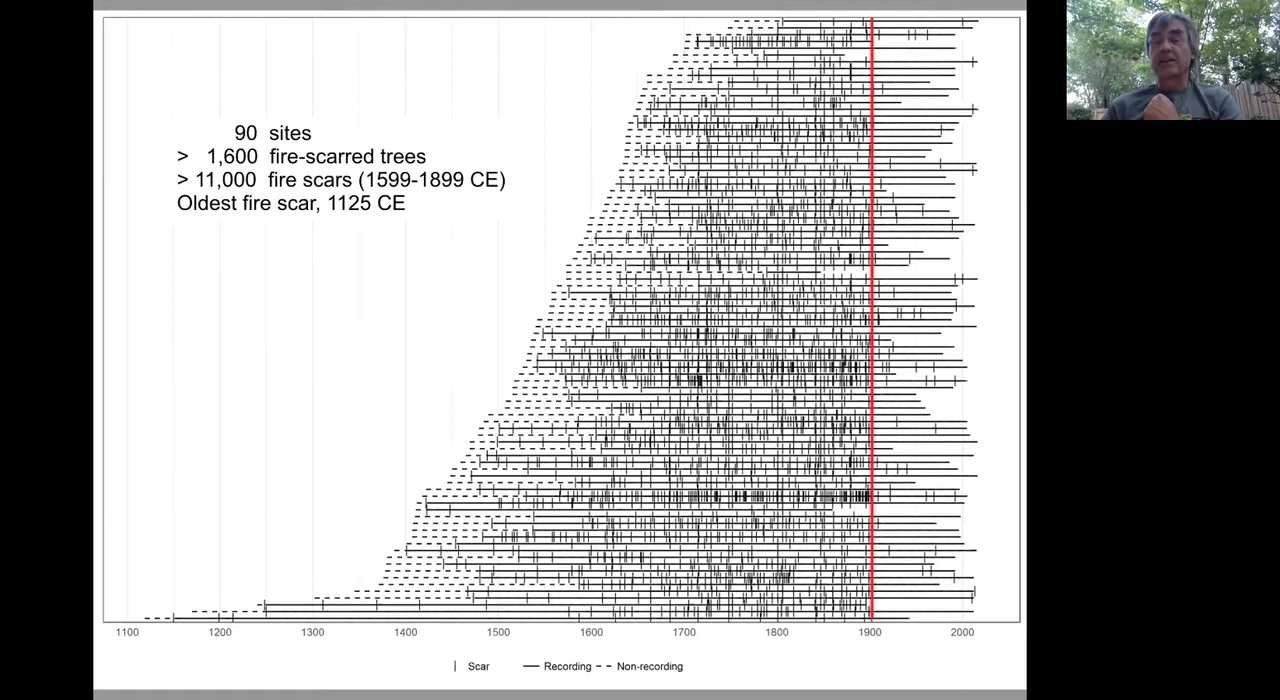 90 sites
> 1,600 fire-scarred trees
> 11,000 fire scars (1599-1899 CE)
Oldest fire scar, 1125 CE
1100 1200 1300 1400 1500 1600 1700 1800 1900 2000
| Scar — Recording - - Non-recording